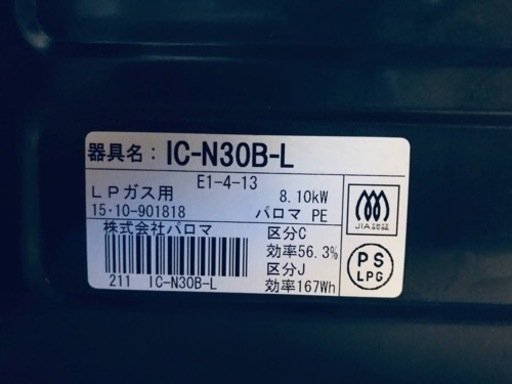 器具名：IC-N30B-L
E1-4-13
LPガス用 8.10kW
15・10-901818 パロマ PE
株式会社パロマ 区分C
効率56.3%
区分J
211 IC-N30B-L 効率167Wh
JIA認証
PS
LPG